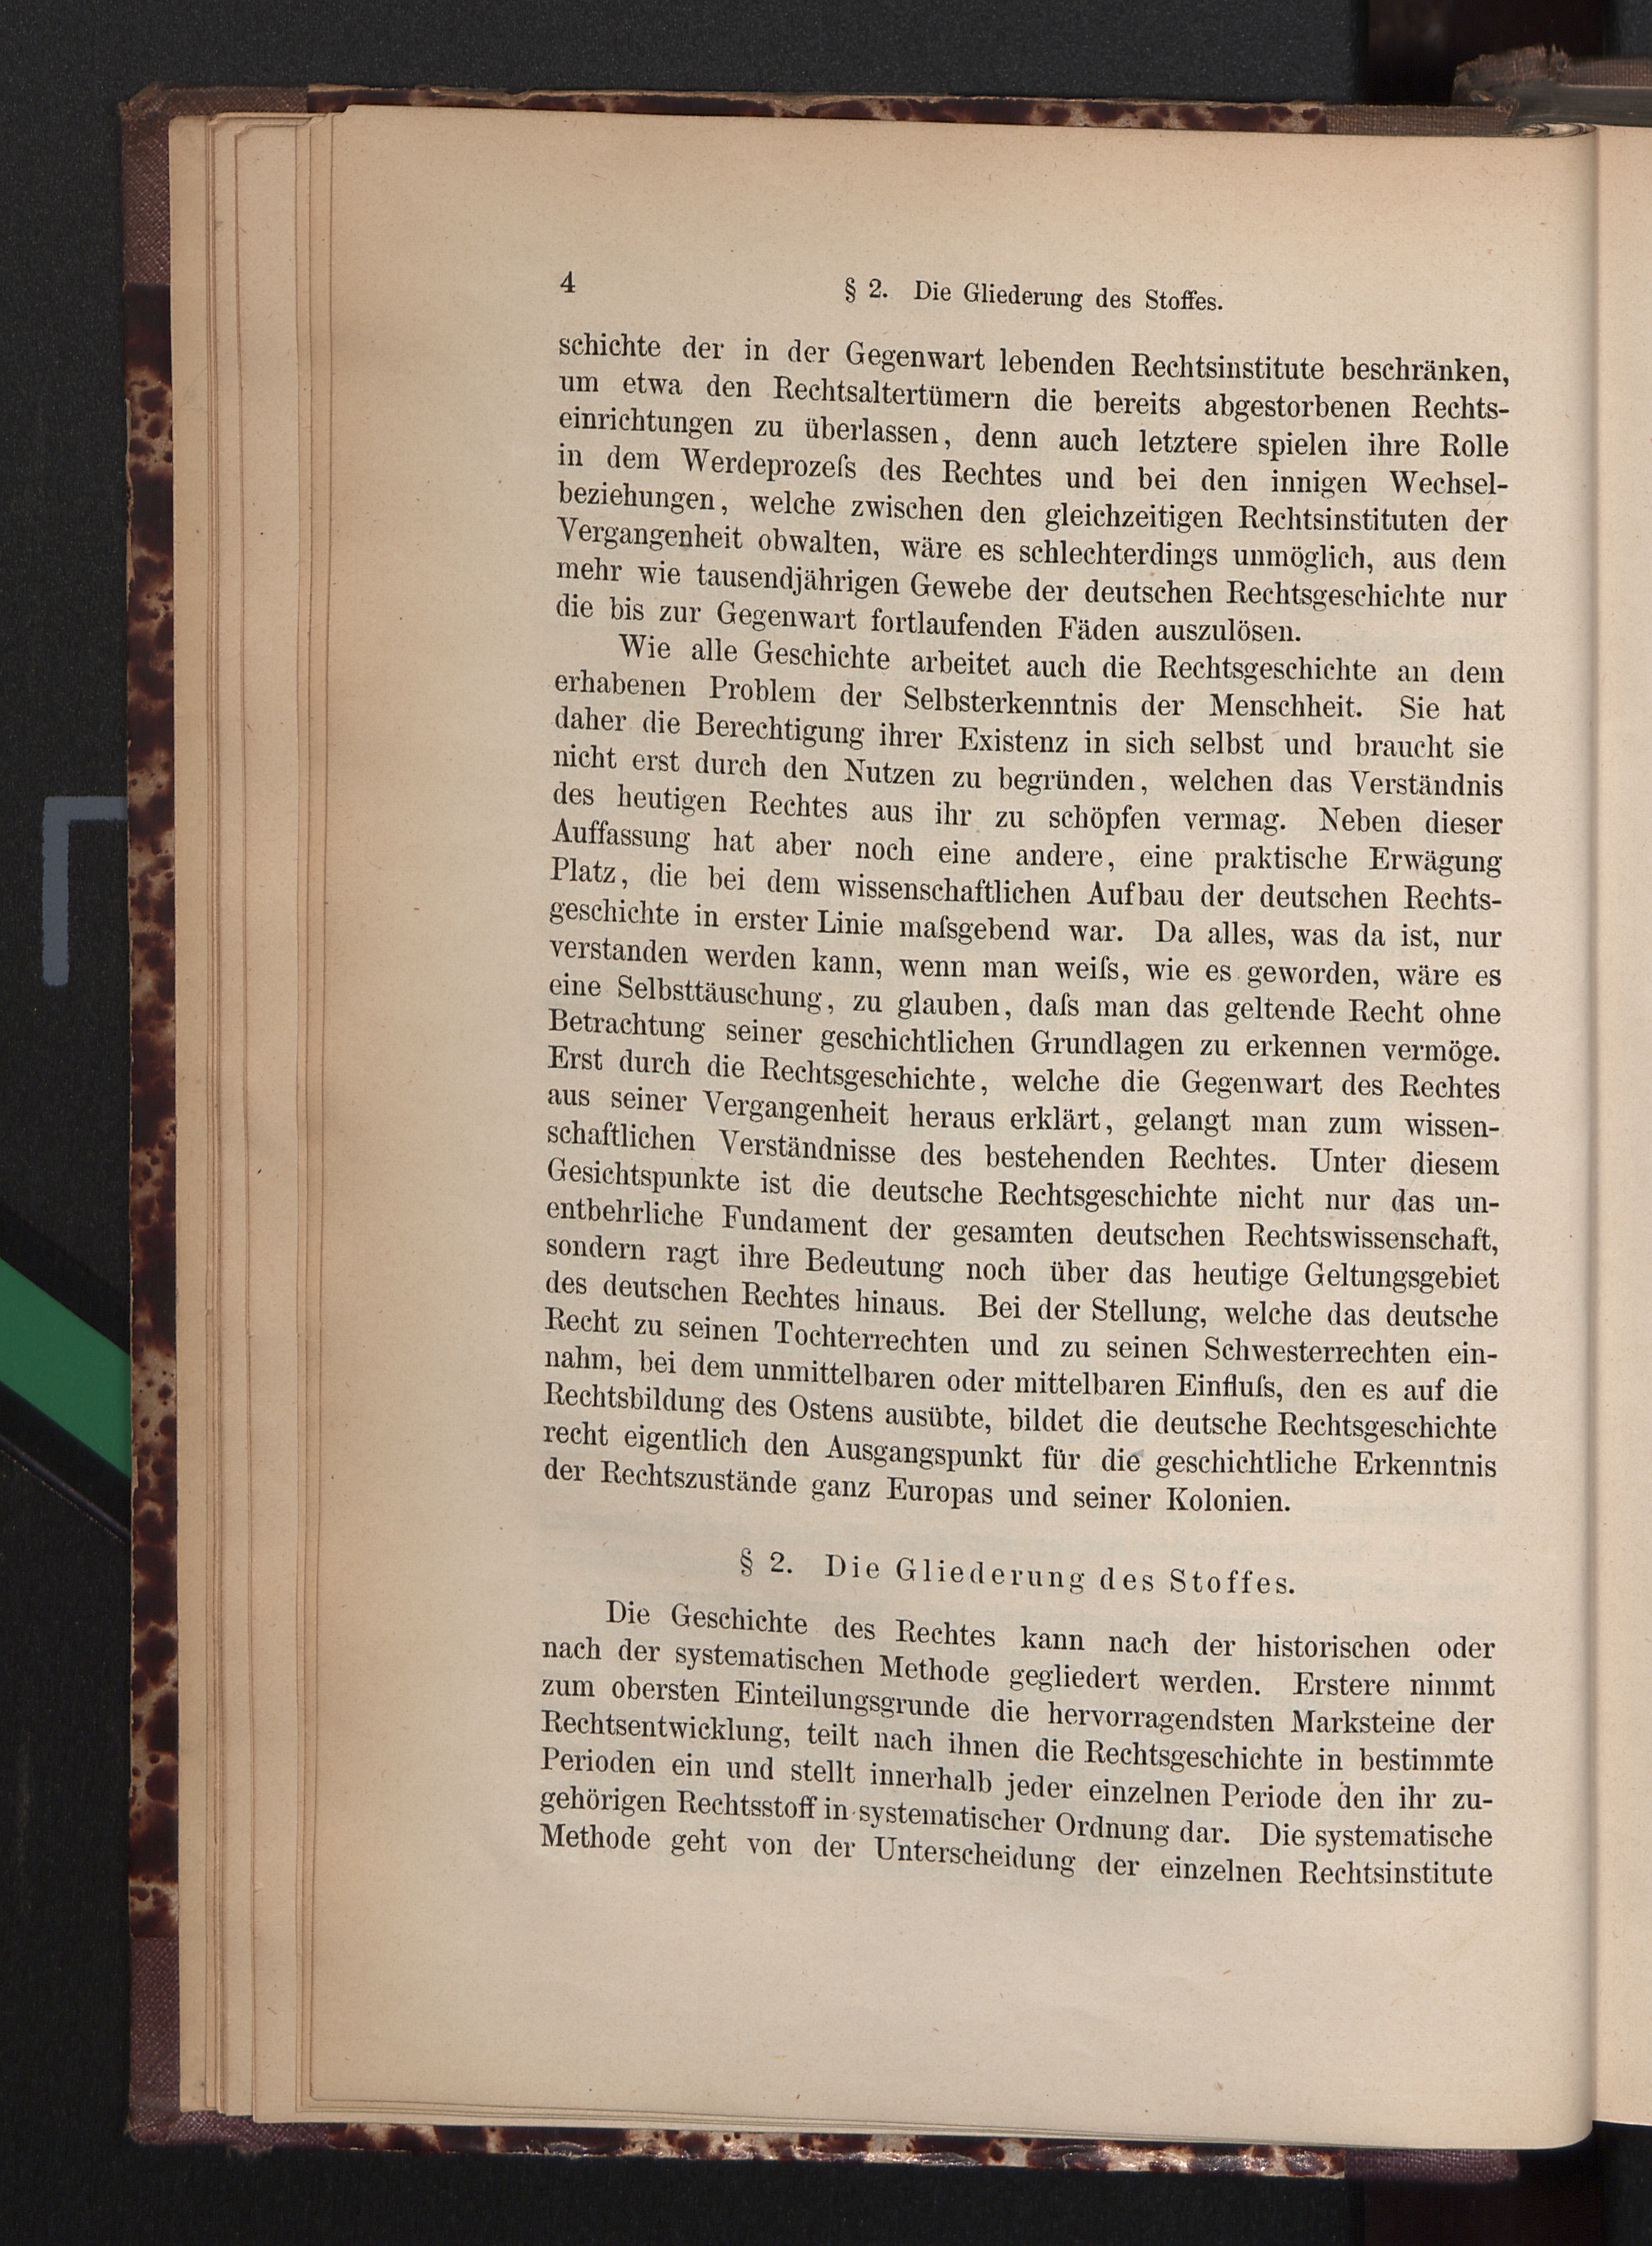 4
§ 2. Die Gliederung des Stoffes.
schichte der in der Gegenwart lebenden Rechtsinstitute beschränken,
um etwa den Rechtsaltertümern die bereits abgestorbenen Rechts-
einrichtungen zu überlassen, denn auch letztere spielen ihre Rolle
in dem Werdeprozeſs des Rechtes und bei den innigen Wechsel-
beziehungen, welche zwischen den gleichzeitigen Rechtsinstituten der
Vergangenheit obwalten, wäre es schlechterdings unmöglich, aus dem
mehr wie tausendjährigen Gewebe der deutschen Rechtsgeschichte nur
die bis zur Gegenwart fortlaufenden Fäden auszulösen.
Wie alle Geschichte arbeitet auch die Rechtsgeschichte an dem
erhabenen Problem der Selbsterkenntnis der Menschheit. Sie hat
daher die Berechtigung ihrer Existenz in sich selbst und braucht sie
nicht erst durch den Nutzen zu begründen, welchen das Verständnis
des heutigen Rechtes aus ihr zu schöpfen vermag. Neben dieser
Auffassung hat aber noch eine andere, eine praktische Erwägung
Platz, die bei dem wissenschaftlichen Aufbau der deutschen Rechts-
geschichte in erster Linie maſsgebend war. Da alles, was da ist, nur
verstanden werden kann, wenn man weiſs, wie es geworden, wäre es
eine Selbsttäuschung, zu glauben, daſs man das geltende Recht ohne
Betrachtung seiner geschichtlichen Grundlagen zu erkennen vermöge.
Erst durch die Rechtsgeschichte, welche die Gegenwart des Rechtes
aus seiner Vergangenheit heraus erklärt, gelangt man zum wissen-
schaftlichen Verständnisse des bestehenden Rechtes. Unter diesem
Gesichtspunkte ist die deutsche Rechtsgeschichte nicht nur das un-
entbehrliche Fundament der gesamten deutschen Rechtswissenschaft,
sondern ragt ihre Bedeutung noch über das heutige Geltungsgebiet
des deutschen Rechtes hinaus. Bei der Stellung, welche das deutsche
Recht zu seinen Tochterrechten und zu seinen Schwesterrechten ein-
nahm, bei dem unmittelbaren oder mittelbaren Einfluſs, den es auf die
Rechtsbildung des Ostens ausübte, bildet die deutsche Rechtsgeschichte
recht eigentlich den Ausgangspunkt für die geschichtliche Erkenntnis
der Rechtszustände ganz Europas und seiner Kolonien.
§ 2. Die Gliederung des Stoffes.
Die Geschichte des Rechtes kann nach der historischen oder
nach der systematischen Methode gegliedert werden. Erstere nimmt
zum obersten Einteilungsgrunde die hervorragendsten Marksteine der
Rechtsentwicklung, teilt nach ihnen die Rechtsgeschichte in bestimmte
Perioden ein und stellt innerhalb jeder einzelnen Periode den ihr zu-
gehörigen Rechtsstoff in systematischer Ordnung dar. Die systematische
Methode geht von der Unterscheidung der einzelnen Rechtsinstitute